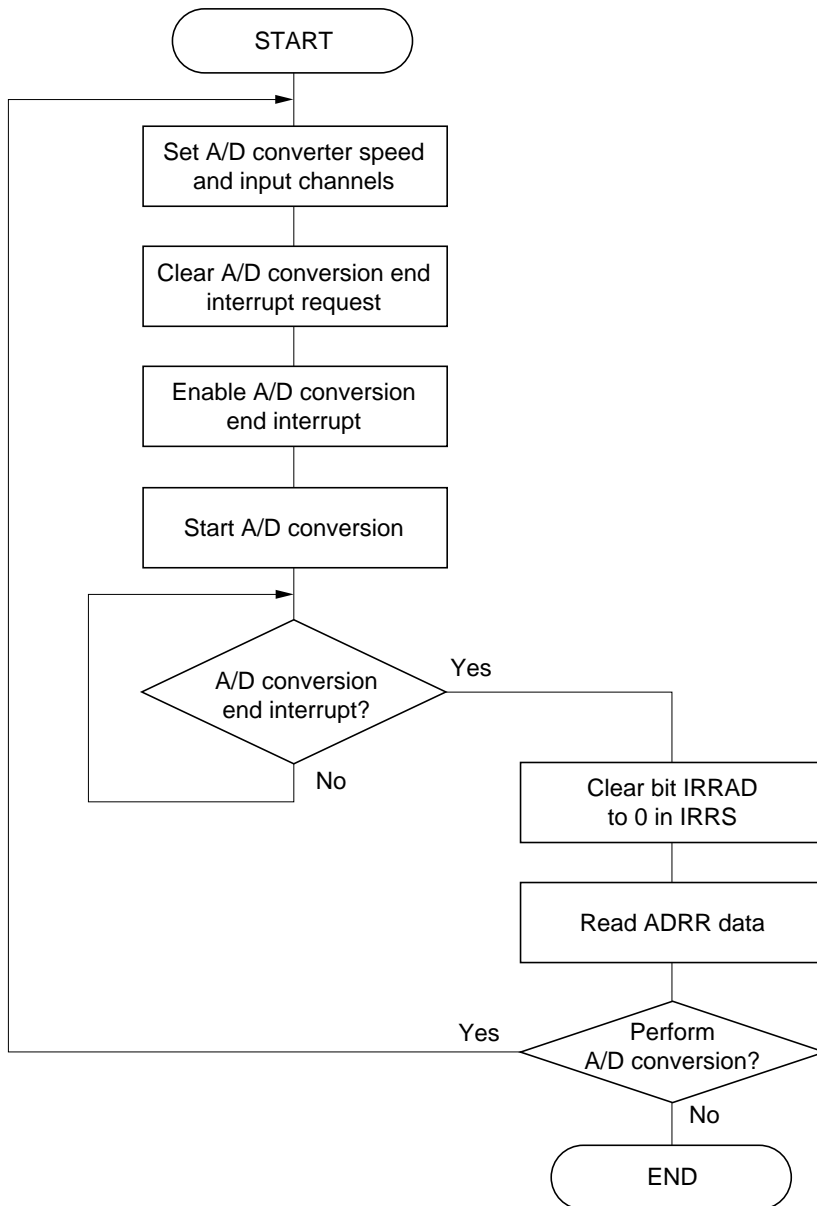 START
Set A/D converter speed
and input channels
Clear A/D conversion end
interrupt request
Enable A/D conversion
end interrupt
Start A/D conversion
A/D conversion
end interrupt?
Yes
No
Clear bit IRRAD
to 0 in IRRS
Read ADRR data
Perform
A/D conversion?
Yes
No
END